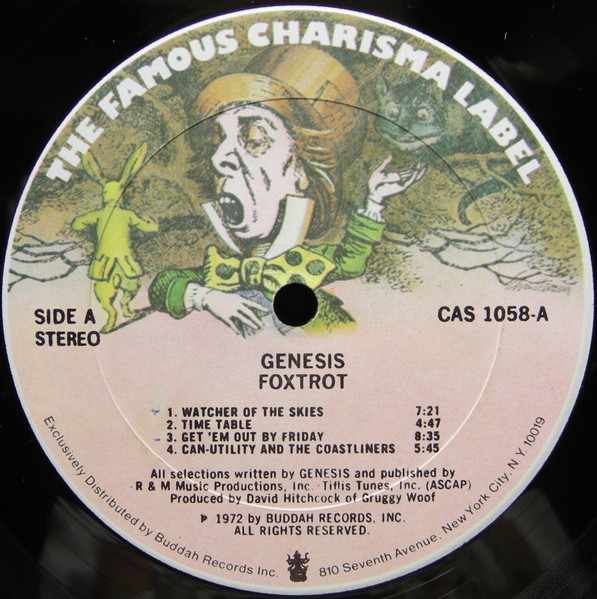 THE FAMOUS CHARISMA LABEL
SIDE A
STEREO
CAS 1058-A
GENESIS
FOXTROT
1. WATCHER OF THE SKIES 7:21
2. TIME TABLE 4:47
3. GET 'EM OUT BY FRIDAY 8:35
4. CAN-UTILITY AND THE COASTLINERS 5:45
All selections written by GENESIS and published by
R & M Music Productions, Inc. Tiflis Tunes, Inc. (ASCAP)
Produced by David Hitchcock of Gruggy Woof
℗ 1972 by BUDDAH RECORDS, INC.
ALL RIGHTS RESERVED.
Exclusively Distributed by Buddah Records Inc. 810 Seventh Avenue, New York City, N.Y. 10019